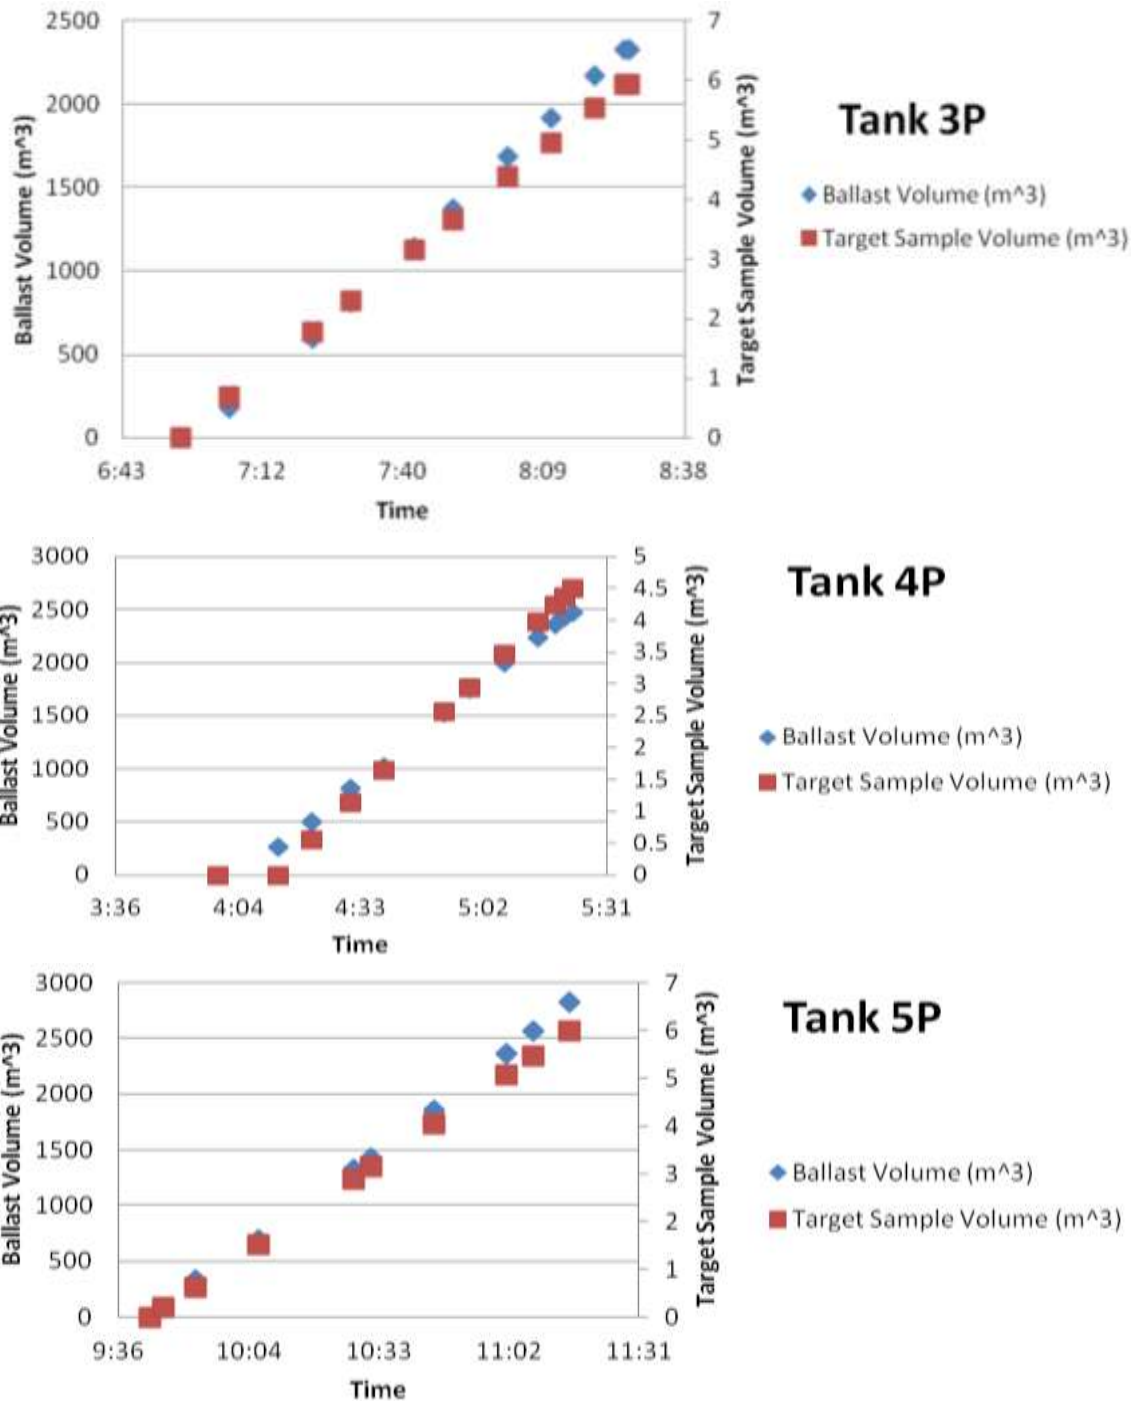 Tank 3P
2500
2000
1500
1000
500
0
7
6
5
4
3
2
1
0
Ballast Volume (m^3)
Target Sample Volume (m^3)
6:43 7:12 7:40 8:09 8:38
Time
Ballast Volume (m^3)
Target Sample Volume (m^3)
Tank 4P
3000
2500
2000
1500
1000
500
0
5
4.5
4
3.5
3
2.5
2
1.5
1
0.5
0
Ballast Volume (m^3)
Target Sample Volume (m^3)
3:36 4:04 4:33 5:02 5:31
Time
Ballast Volume (m^3)
Target Sample Volume (m^3)
Tank 5P
3000
2500
2000
1500
1000
500
0
7
6
5
4
3
2
1
0
Ballast Volume (m^3)
Target Sample Volume (m^3)
9:36 10:04 10:33 11:02 11:31
Time
Ballast Volume (m^3)
Target Sample Volume (m^3)